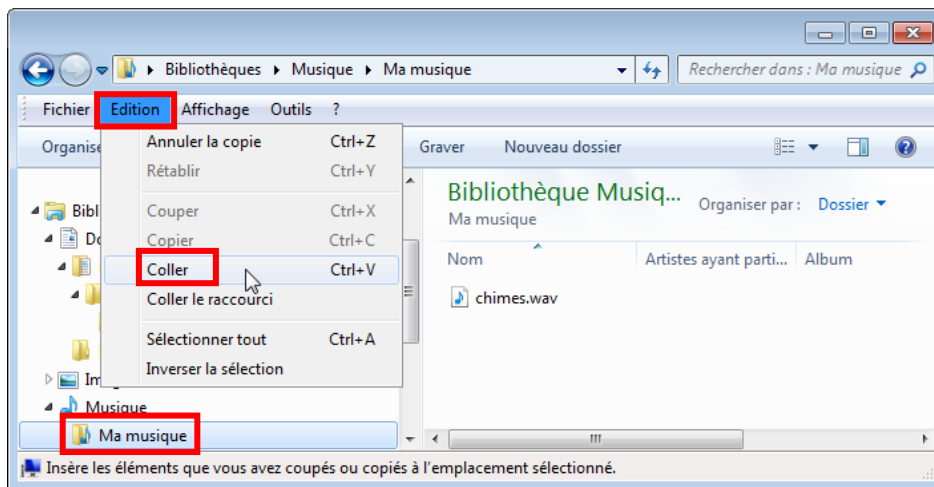 Bibliothèques Musique Ma musique
Rechercher dans : Ma musique
Fichier Edition Affichage Outils ?
Organise Graver Nouveau dossier
Annuler la copie Ctrl+Z
Rétablir Ctrl+Y
Couper Ctrl+X
Copier Ctrl+C
Coller Ctrl+V
Coller le raccourci
Sélectionner tout Ctrl+A
Inverser la sélection
Bibl
Do
Im
Musique
Ma musique
Bibliothèque Musiq...
Ma musique
Organiser par : Dossier
Nom Artistes ayant parti... Album
chimes.wav
Insère les éléments que vous avez coupés ou copiés à l'emplacement sélectionné.